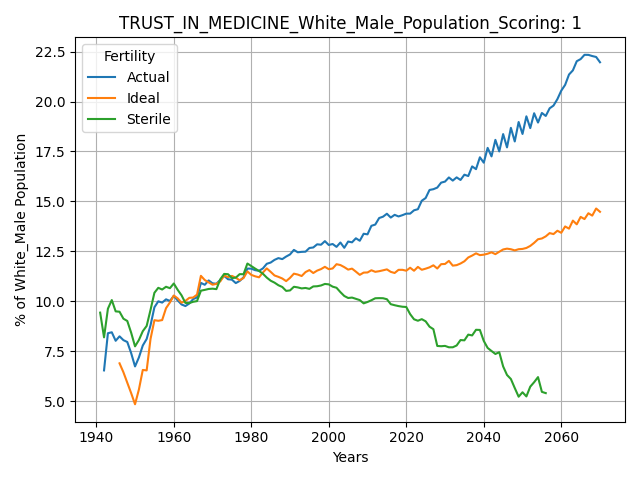 TRUST_IN_MEDICINE_White_Male_Population_Scoring: 1
% of White_Male Population
22.5
20.0
17.5
15.0
12.5
10.0
7.5
5.0
Fertility
Actual
Ideal
Sterile
1940 1960 1980 2000 2020 2040 2060
Years